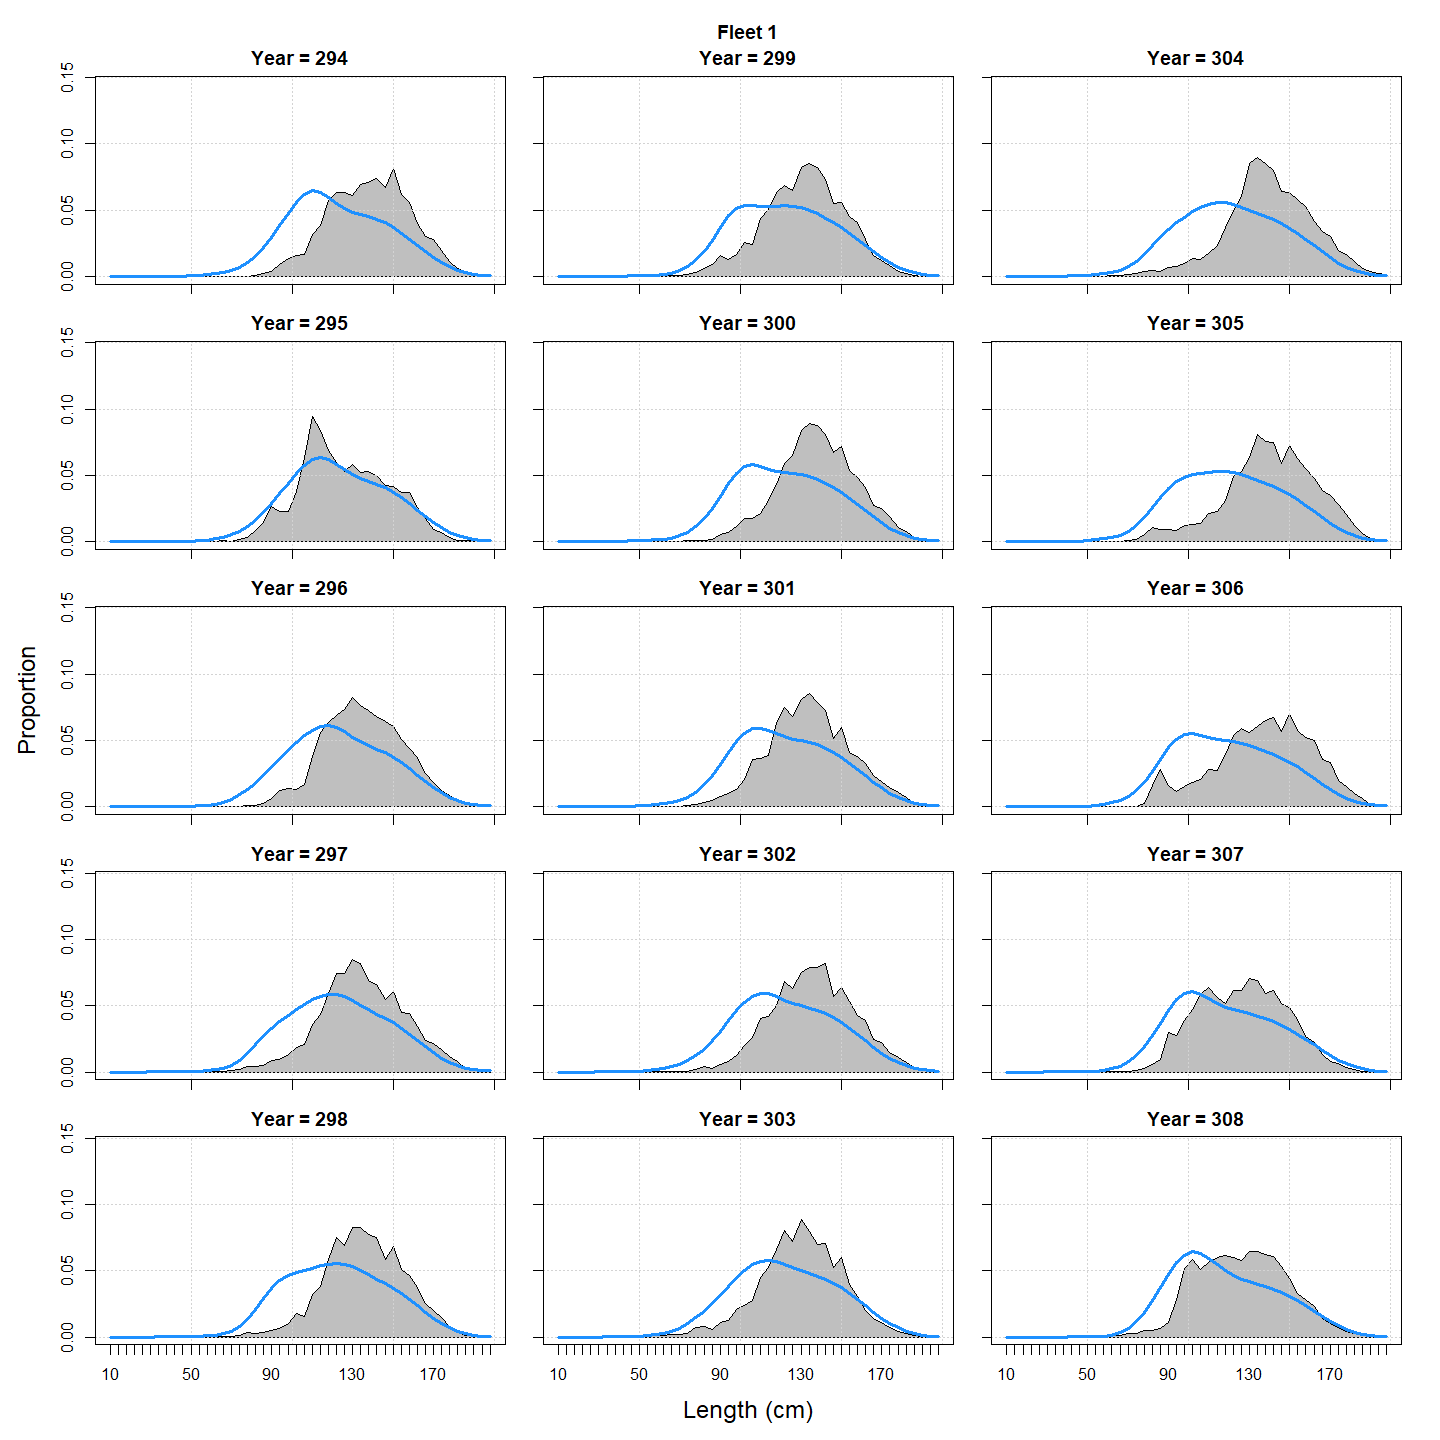 Fleet 1
Year = 294
Year = 299
Year = 304
0.15
0.10
0.05
0.00
Year = 295
Year = 300
Year = 305
0.15
0.10
0.05
0.00
Year = 296
Year = 301
Year = 306
0.15
0.10
0.05
0.00
Proportion
Year = 297
Year = 302
Year = 307
0.15
0.10
0.05
0.00
Year = 298
Year = 303
Year = 308
0.15
0.10
0.05
0.00
10 50 90 130 170
10 50 90 130 170
10 50 90 130 170
Length (cm)